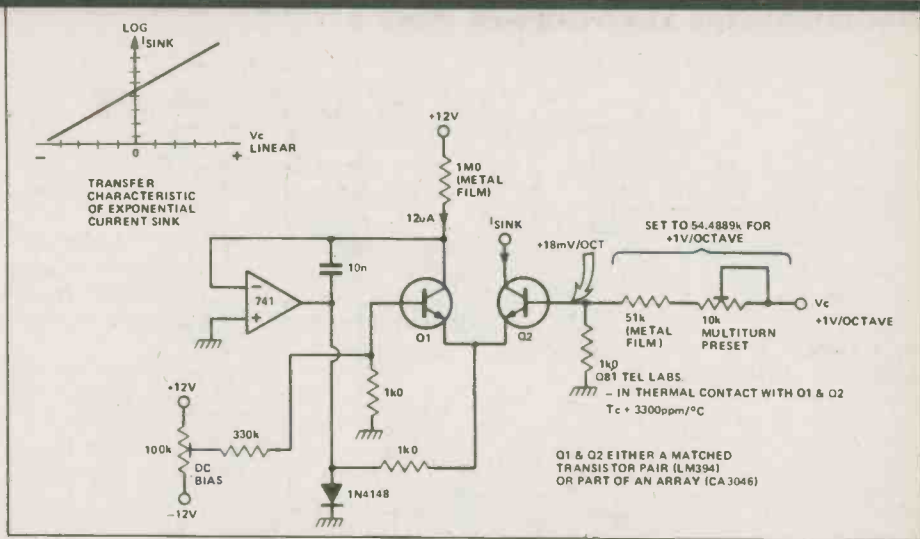 LOG
ISINK
Vc
LINEAR
-
0
+
TRANSFER
CHARACTERISTIC
OF EXPONENTIAL
CURRENT SINK
+12V
1M0
(METAL
FILM)
12uA
ISINK
+18mV/OCT
SET TO 54.4889k FOR
+1V/OCTAVE
10n
-
741
+
Q1
Q2
51k
(METAL
FILM)
10k
MULTITURN
PRESET
Vc
+1V/OCTAVE
1k0
1k0
Q81 TEL LABS
– IN THERMAL CONTACT WITH Q1 & Q2
Tc + 3300ppm/°C
+12V
100k
330k
DC
BIAS
-12V
1k0
1N4148
Q1 & Q2 EITHER A MATCHED
TRANSISTOR PAIR (LM394)
OR PART OF AN ARRAY (CA3046)